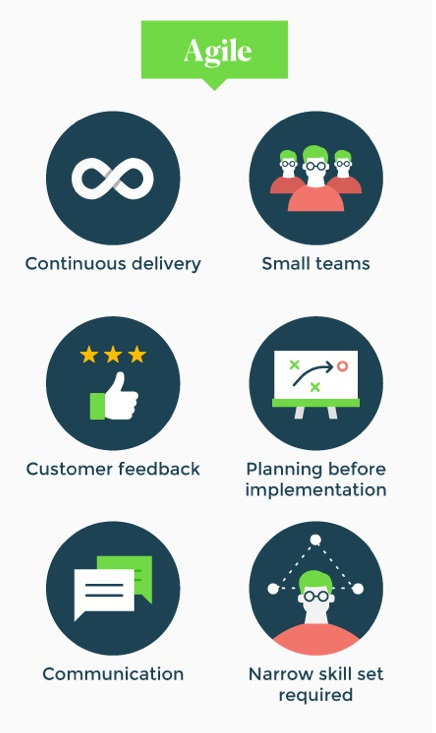 Agile
Continuous delivery
Small teams
Customer feedback
Planning before
implementation
Communication
Narrow skill set
required